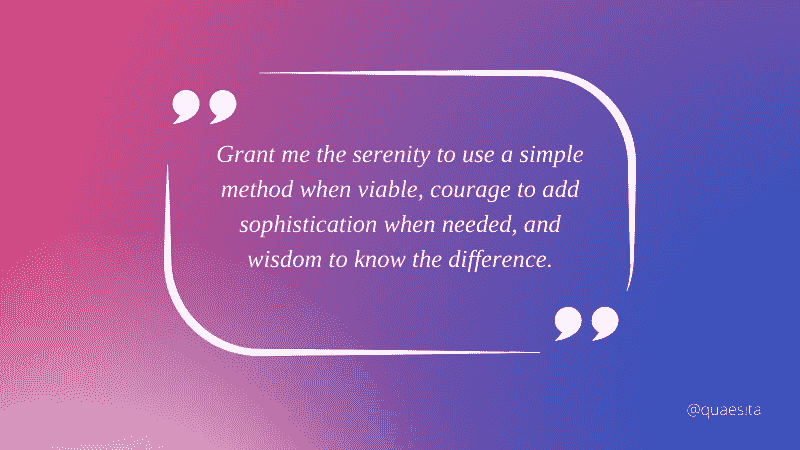 Grant me the serenity to use a simple
method when viable, courage to add
sophistication when needed, and
wisdom to know the difference.
@quaesita